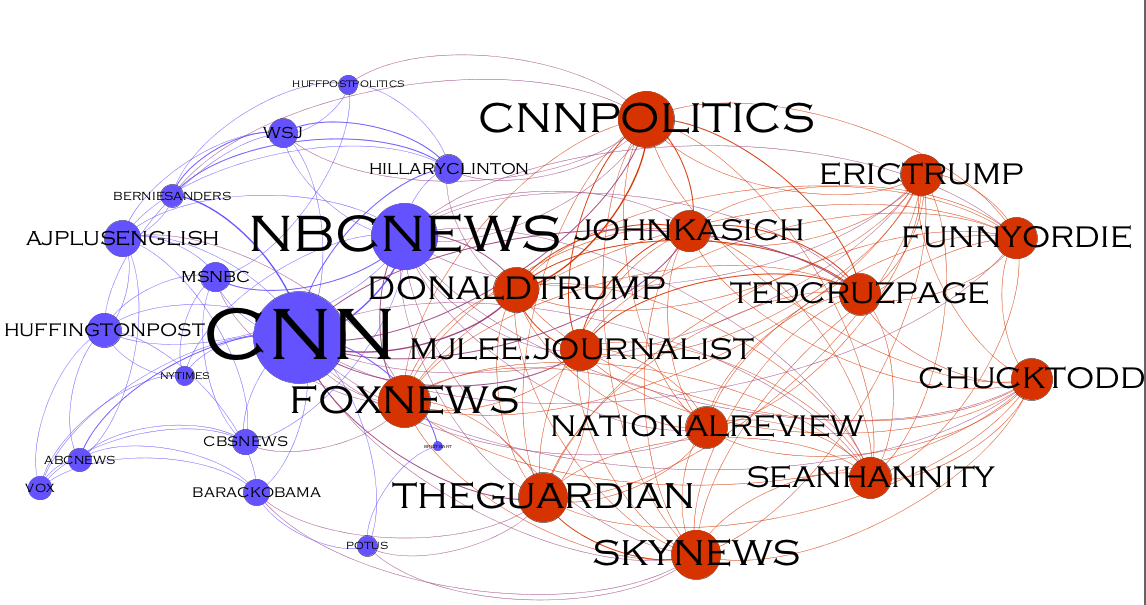 HUFFPOSTPOLITICS
CNNPOLITICS
WSJ
HILLARYCLINTON
ERICTRUMP
BERNIESANDERS
NBCNEWS
JOHNKASICH
AJPLUSENGLISH
FUNNYORDIE
MSNBC
DONALDTRUMP
TEDCRUZPAGE
HUFFINGTONPOST
CNN
MJLEE.JOURNALIST
NYTIMES
CHUCKTODD
FOXNEWS
NATIONALREVIEW
CBSNEWS
ABCNEWS
SEANHANNITY
VOX
BARACKOBAMA
THEGUARDIAN
POTUS
SKYNEWS